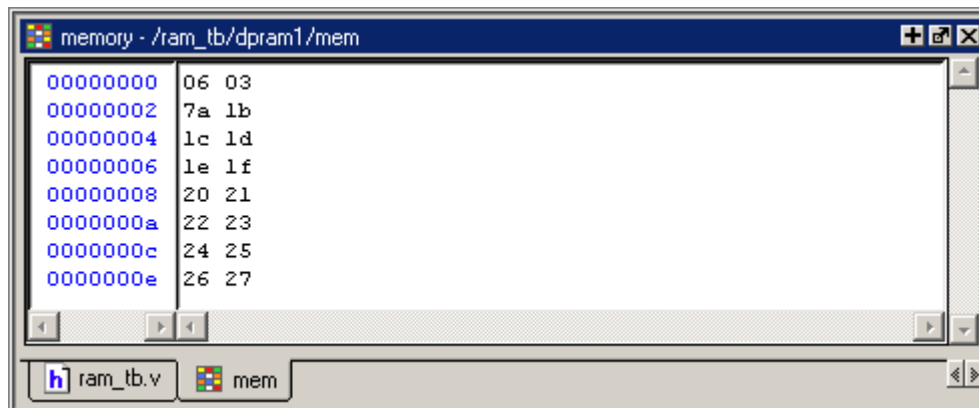 memory - /ram_tb/dpram1/mem
00000000 06 03
00000002 7a 1b
00000004 1c 1d
00000006 1e 1f
00000008 20 21
0000000a 22 23
0000000c 24 25
0000000e 26 27
h ram_tb.v mem